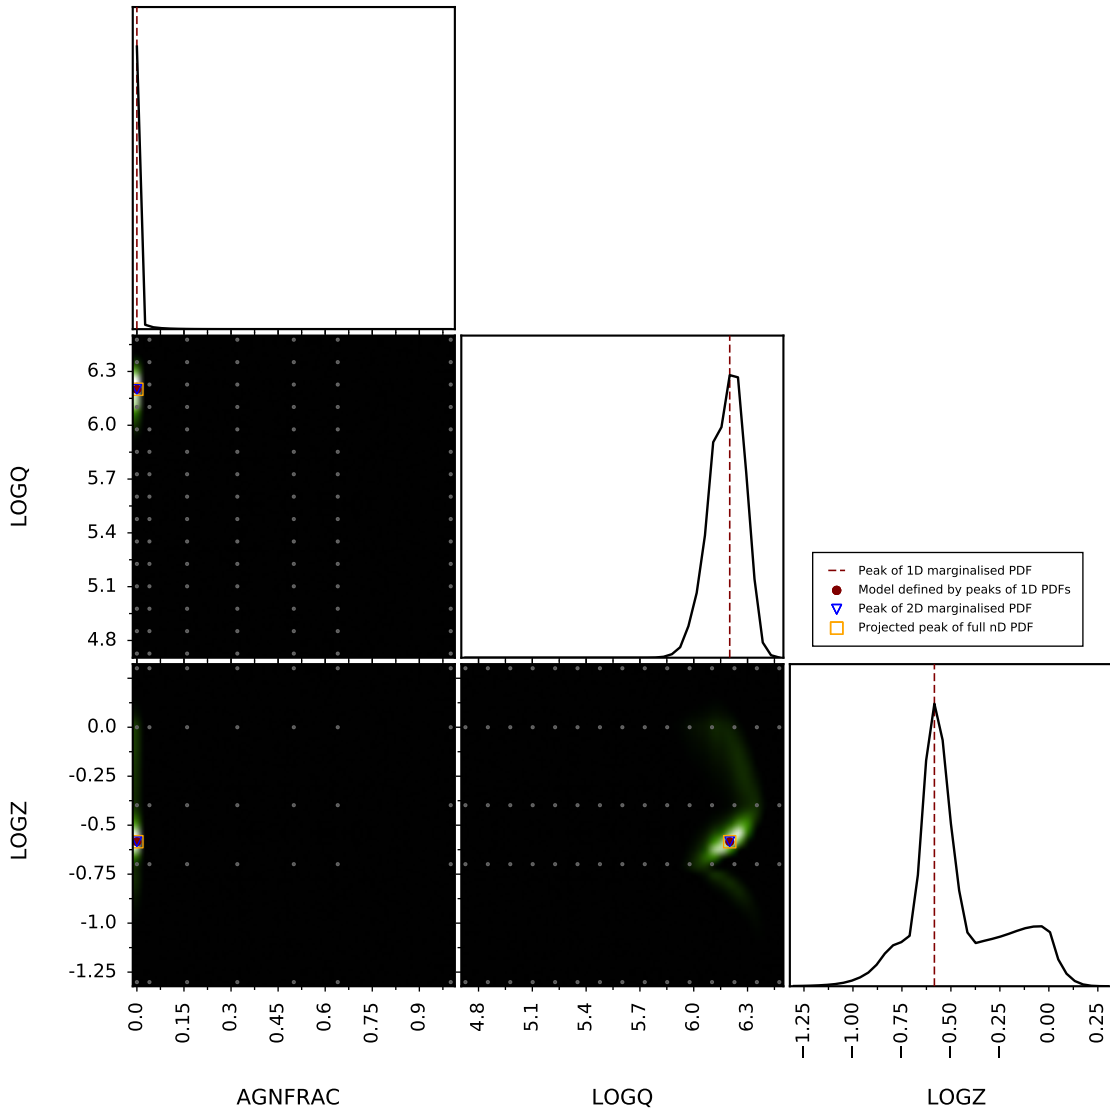 LOGQ
6.3
6.0
5.7
5.4
5.1
4.8
Peak of 1D marginalised PDF
Model defined by peaks of 1D PDFs
Peak of 2D marginalised PDF
Projected peak of full nD PDF
LOGZ
0.0
-0.25
-0.5
-0.75
-1.0
-1.25
0.0 0.15 0.3 0.45 0.6 0.75 0.9
4.8 5.1 5.4 5.7 6.0 6.3
−1.25 −1.00 −0.75 −0.50 −0.25 0.00 0.25
AGNFRAC LOGQ LOGZ